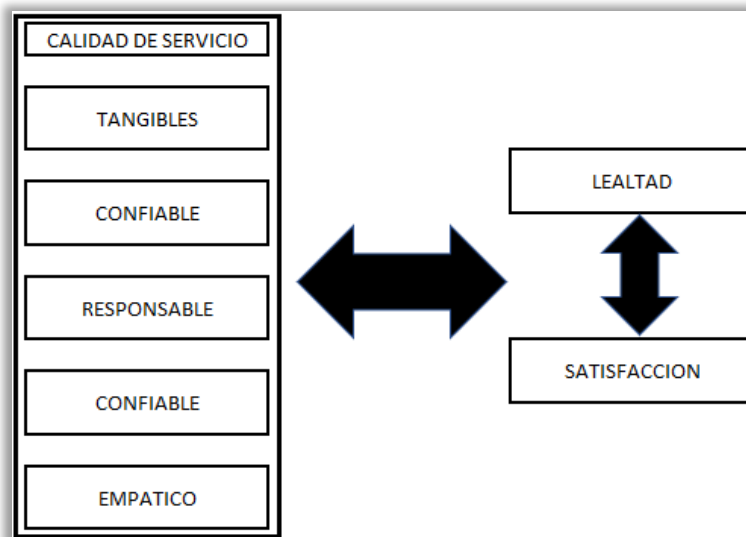 CALIDAD DE SERVICIO
TANGIBLES
CONFIABLE
RESPONSABLE
CONFIABLE
EMPATICO
LEALTAD
SATISFACCION